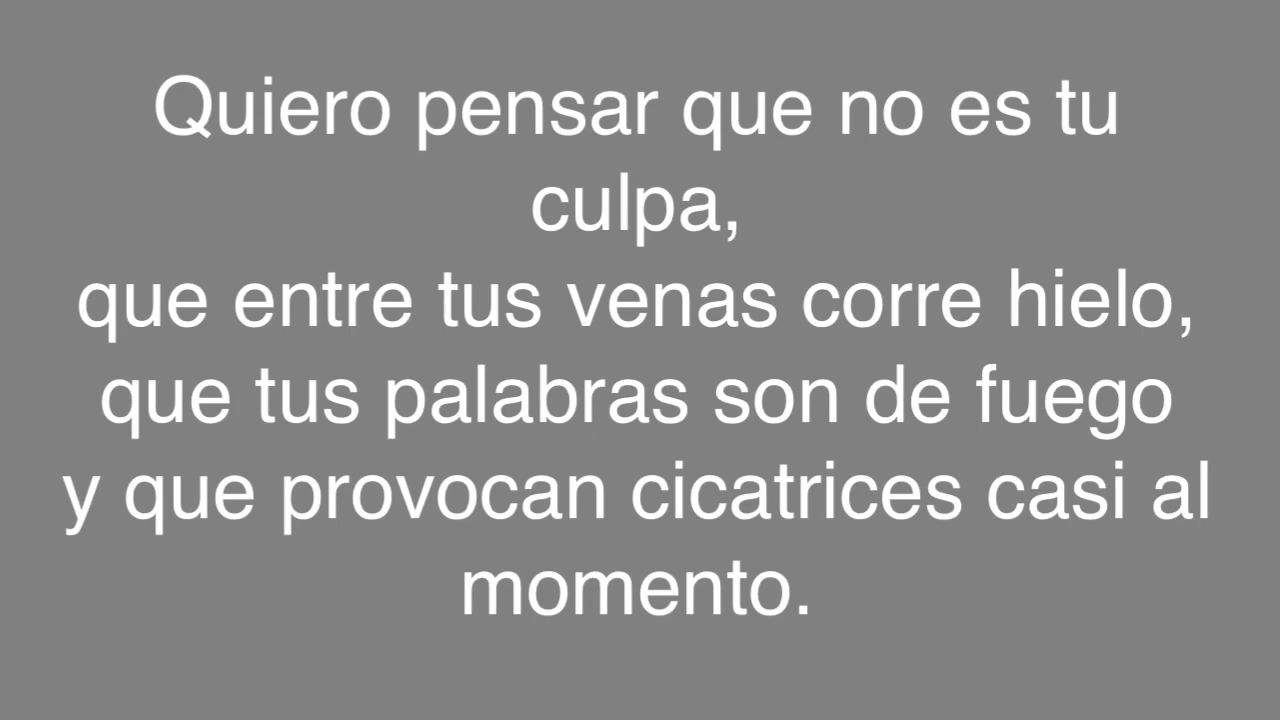 Quiero pensar que no es tu
culpa,
que entre tus venas corre hielo,
que tus palabras son de fuego
y que provocan cicatrices casi al
momento.